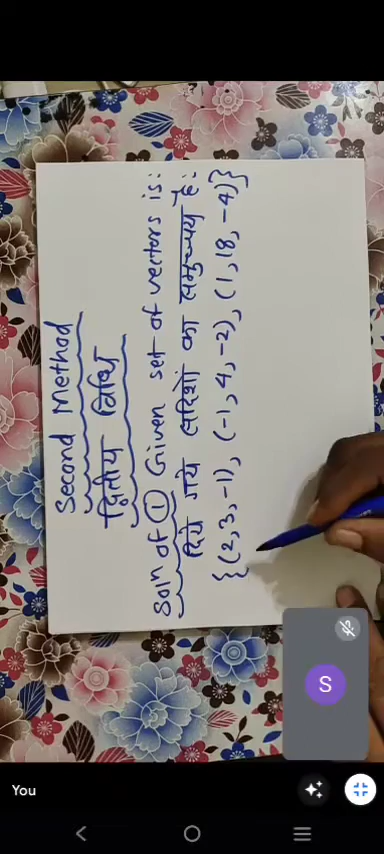 Second Method
द्वितीय विधि
Solⁿ of ① Given set of vectors is:
दिये गये सदिशों का समुच्चय है:
{(2, 3, -1), (-1, 4, -2), (1, 18, -4)}
S
You